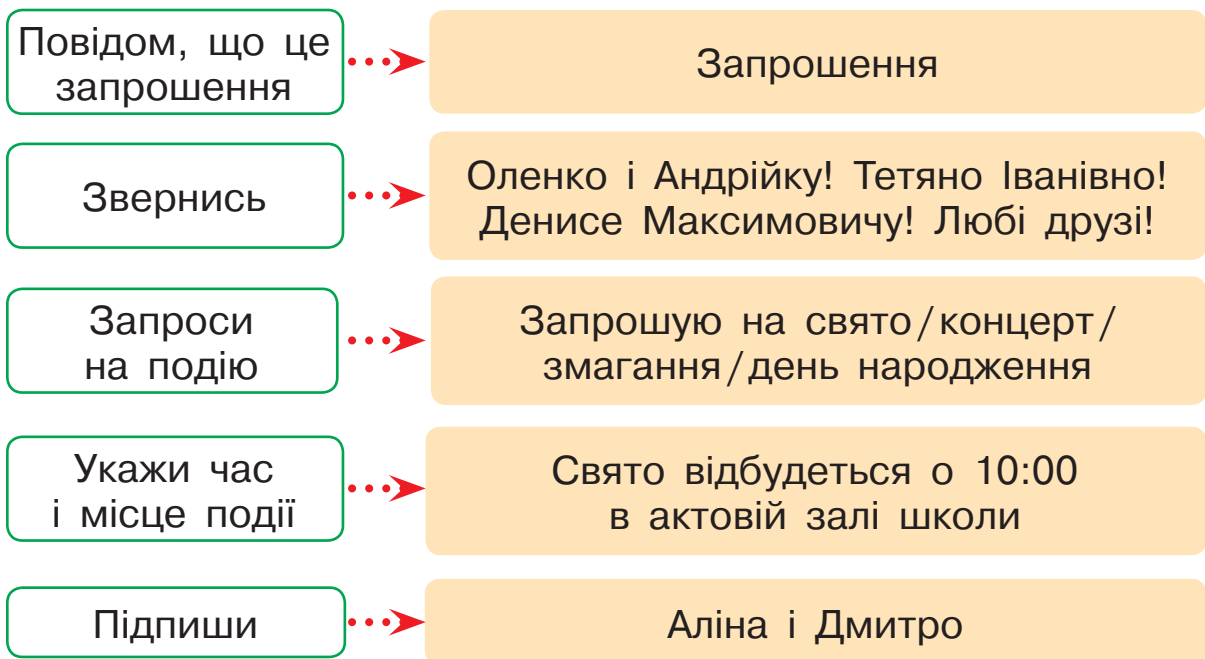 Повідом, що це
запрошення
Запрошення
Звернись
Оленко і Андрійку! Тетяно Іванівно!
Денисе Максимовичу! Любі друзі!
Запроси
на подію
Запрошую на свято/концерт/
змагання/день народження
Укажи час
і місце події
Свято відбудеться о 10:00
в актовій залі школи
Підпиши
Аліна і Дмитро